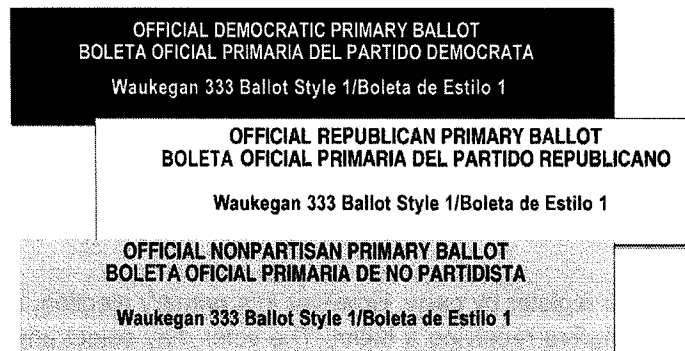 OFFICIAL DEMOCRATIC PRIMARY BALLOT
BOLETA OFICIAL PRIMARIA DEL PARTIDO DEMOCRATA
Waukegan 333 Ballot Style 1/Boleta de Estilo 1
OFFICIAL REPUBLICAN PRIMARY BALLOT
BOLETA OFICIAL PRIMARIA DEL PARTIDO REPUBLICANO
Waukegan 333 Ballot Style 1/Boleta de Estilo 1
OFFICIAL NONPARTISAN PRIMARY BALLOT
BOLETA OFICIAL PRIMARIA DE NO PARTIDISTA
Waukegan 333 Ballot Style 1/Boleta de Estilo 1